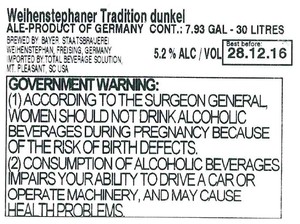 Weihenstephaner Tradition dunkel
ALE-PRODUCT OF GERMANY CONT.: 7.93 GAL - 30 LITRES
BREWED BY: BAYER. STAATSBRAUEREI
WEIHENSTEPHAN, FREISING, GERMANY
IMPORTED BY:TOTAL BEVERAGE SOLUTION,
MT. PLEASANT, SC USA
5.2 % ALC / VOL
Best before:
28.12.16
GOVERNMENT WARNING:
(1) ACCORDING TO THE SURGEON GENERAL,
WOMEN SHOULD NOT DRINK ALCOHOLIC
BEVERAGES DURING PREGNANCY BECAUSE
OF THE RISK OF BIRTH DEFECTS.
(2) CONSUMPTION OF ALCOHOLIC BEVERAGES
IMPAIRS YOUR ABILITY TO DRIVE A CAR OR
OPERATE MACHINERY, AND MAY CAUSE
HEALTH PROBLEMS.